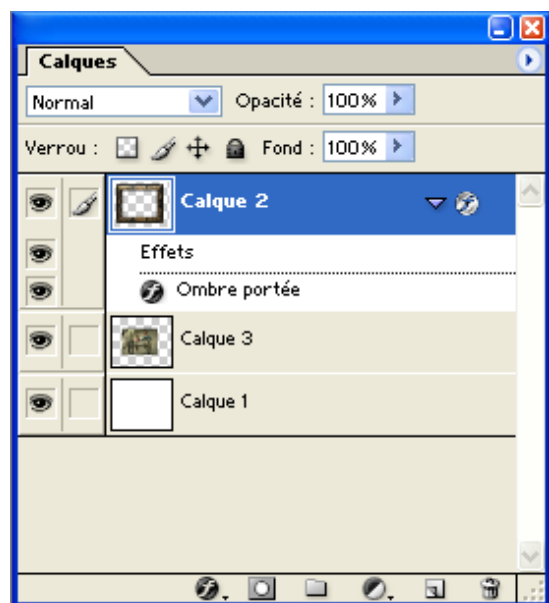 Calques
Normal Opacité : 100%
Verrou : Fond : 100%
Calque 2
Effets
Ombre portée
Calque 3
Calque 1